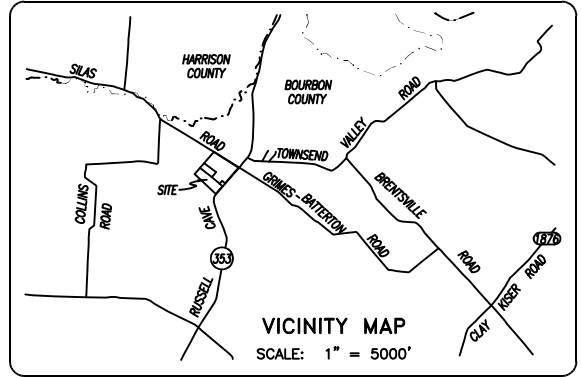 SILAS
ROAD
HARRISON
COUNTY
BOURBON
COUNTY
TOWNSEND
VALLEY
ROAD
SITE
COLLINS
ROAD
CAVE
353
RUSSELL
GRIMES - BATTERTON
ROAD
BRENTSVILLE
ROAD
1876
CLAY KISER ROAD
VICINITY MAP
SCALE: 1" = 5000'